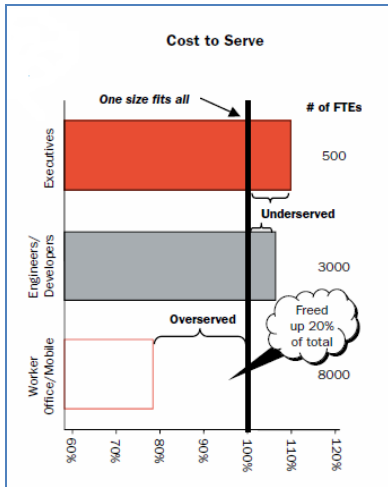 Cost to Serve
One size fits all
# of FTEs
Executives
500
Underserved
Engineers/
Developers
3000
Overserved
Freed
up 20%
of total
Worker
Office/Mobile
8000
60%
70%
80%
90%
100%
110%
120%